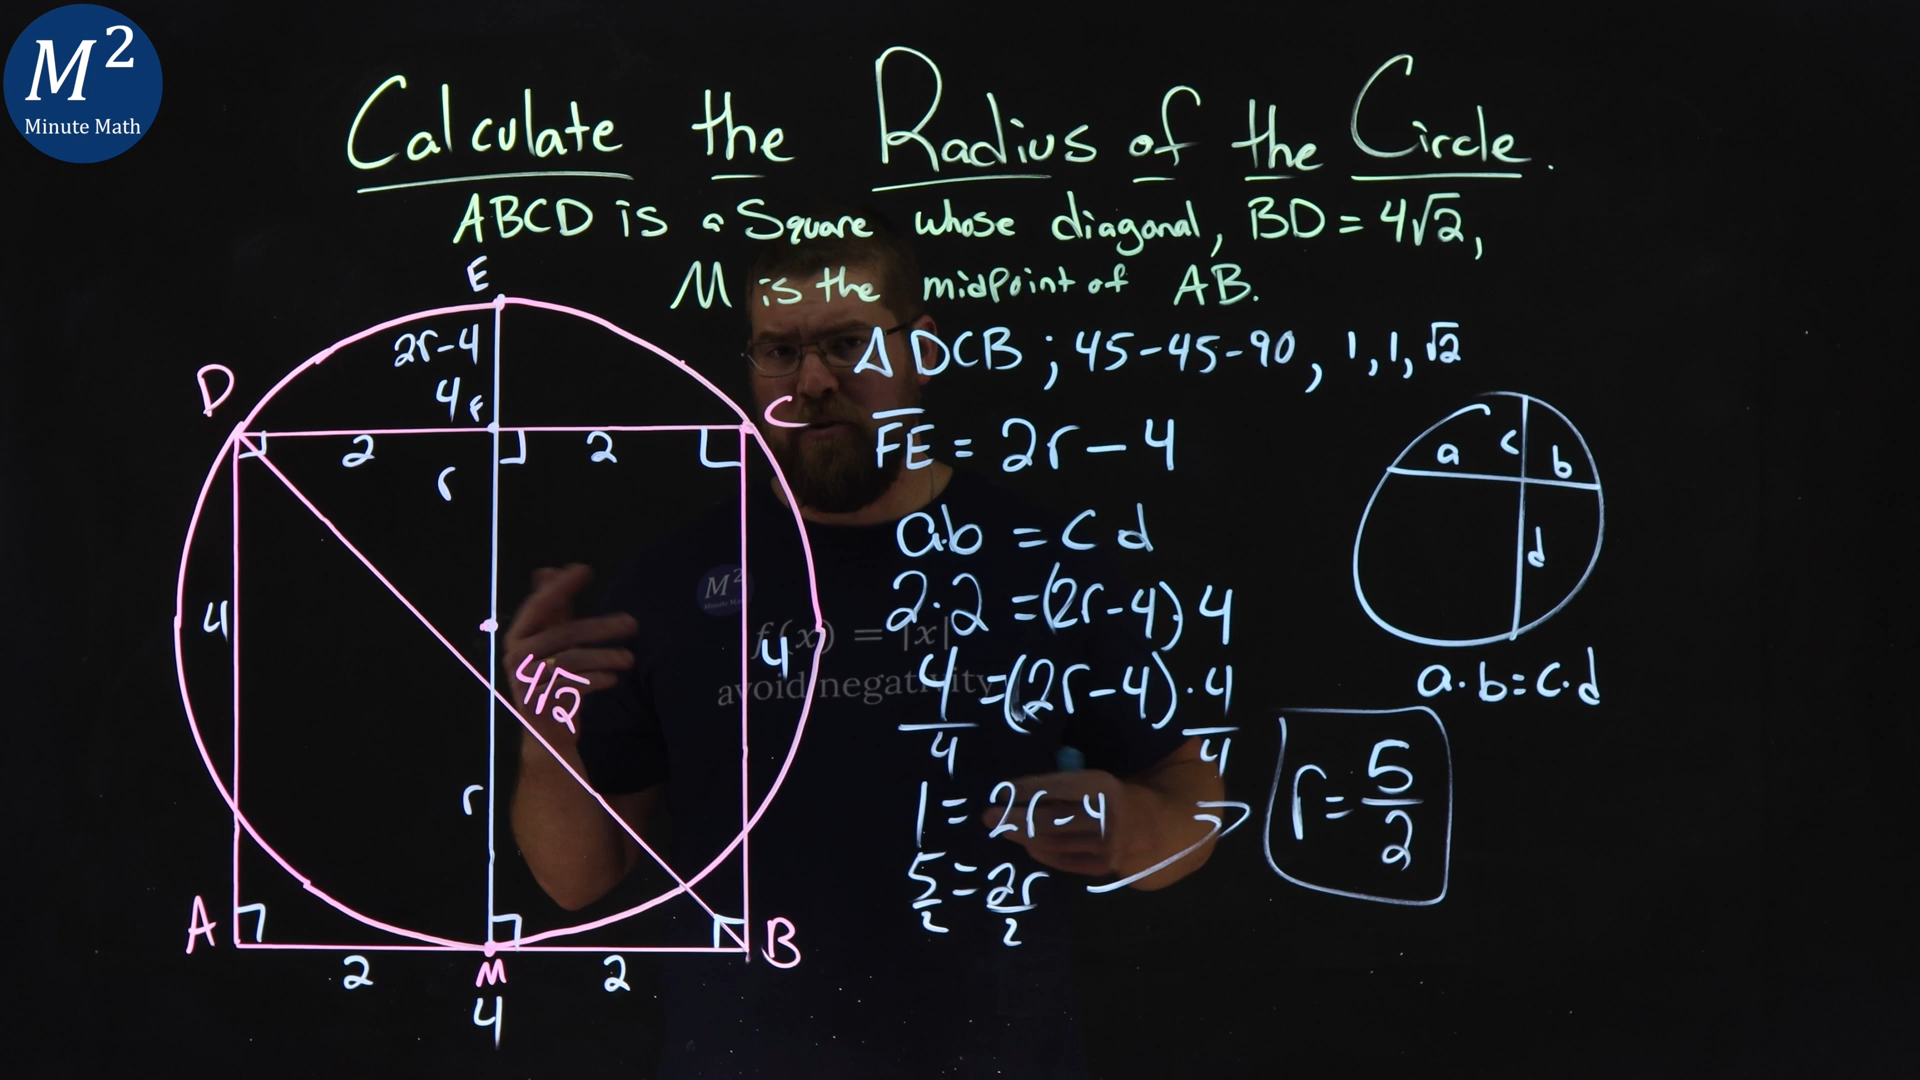 M²
Minute Math
Calculate the Radius of the Circle.
ABCD is a Square whose diagonal, BD = 4√2,
M is the midpoint of AB.
E
2r-4
4
F
D
C
2
2
r
4
4√2
4
r
A
M
B
2
2
4
△DCB ; 45-45-90, 1, 1, √2
F̅E̅ = 2r - 4
a·b = c d
2·2 = (2r-4)·4
4/4 = (2r-4)·4/4
1 = 2r-4
5/2 = 2r/2
r = 5/2
a c b
d
a·b = c·d
M²
Minute Math
f(x) = |x|
avoid negativity